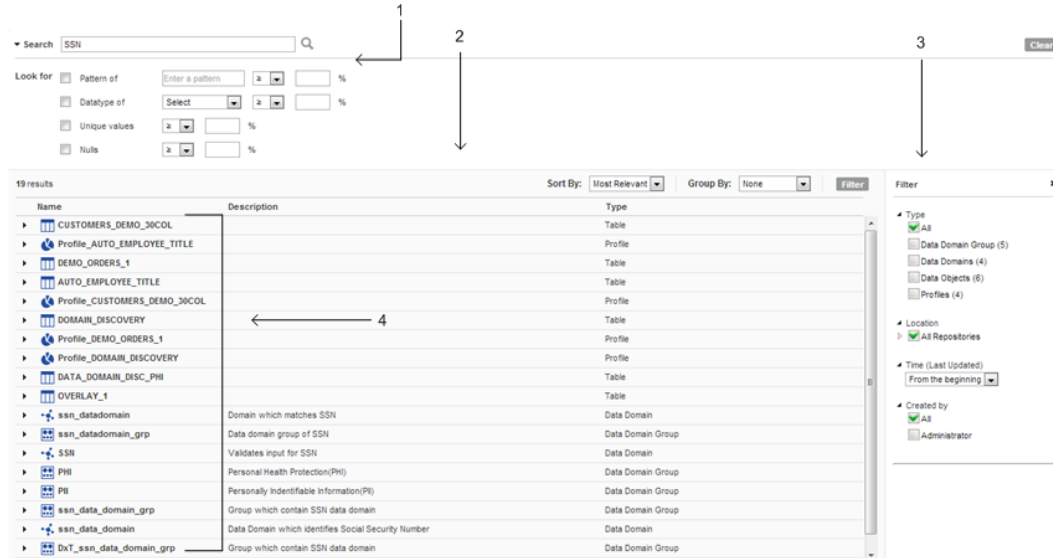 1
2
3
Search SSN
Clear
Look for Pattern of Enter a pattern ≥ %
Datatype of Select ≥ %
Unique values ≥ %
Nulls ≥ %
19 results Sort By: Most Relevant Group By: None Filter
Name Description Type
CUSTOMERS_DEMO_30COL Table
Profile_AUTO_EMPLOYEE_TITLE Profile
DEMO_ORDERS_1 Table
AUTO_EMPLOYEE_TITLE Table
Profile_CUSTOMERS_DEMO_30COL Profile
DOMAIN_DISCOVERY Table
4
Profile_DEMO_ORDERS_1 Profile
Profile_DOMAIN_DISCOVERY Profile
DATA_DOMAIN_DISC_PHI Table
OVERLAY_1 Table
ssn_datadomain Domain which matches SSN Data Domain
ssn_datadomain_grp Data domain group of SSN Data Domain Group
SSN Validates input for SSN Data Domain
PHI Personal Health Protection(PHI) Data Domain Group
PII Personally Indentifiable Information(PII) Data Domain Group
ssn_data_domain_grp Group which contain SSN data domain Data Domain Group
ssn_data_domain Data Domain which identifies Social Security Number Data Domain
DxT_ssn_data_domain_grp Group which contain SSN data domain Data Domain Group
Filter
Type
All
Data Domain Group (5)
Data Domains (4)
Data Objects (6)
Profiles (4)
Location
All Repositories
Time (Last Updated)
From the beginning
Created by
All
Administrator